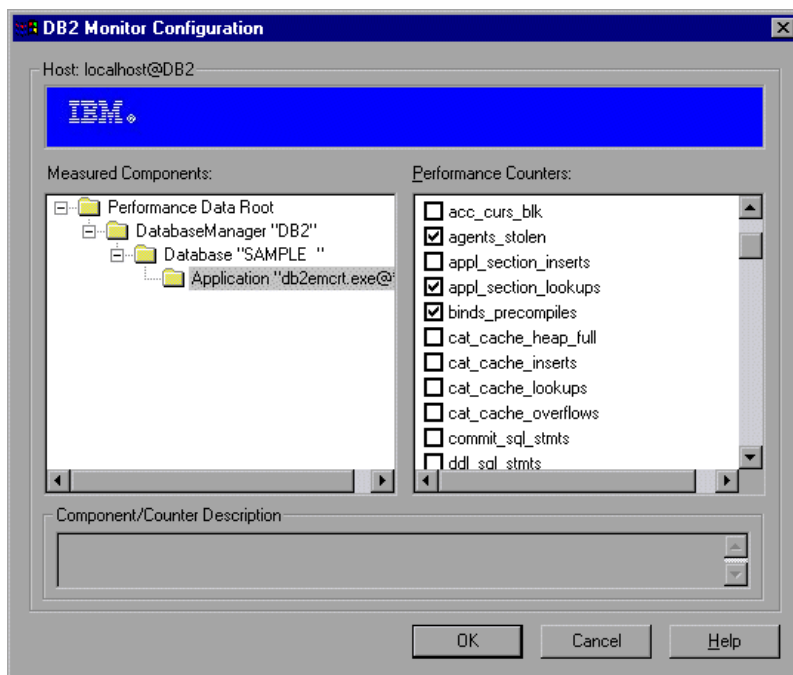 DB2 Monitor Configuration
Host: localhost@DB2
IBM®
Measured Components:
Performance Counters:
Performance Data Root
DatabaseManager "DB2"
Database "SAMPLE "
Application "db2emcrt.exe@
acc_curs_blk
agents_stolen
appl_section_inserts
appl_section_lookups
binds_precompiles
cat_cache_heap_full
cat_cache_inserts
cat_cache_lookups
cat_cache_overflows
commit_sql_stmts
ddl_sql_stmts
Component/Counter Description
OK
Cancel
Help